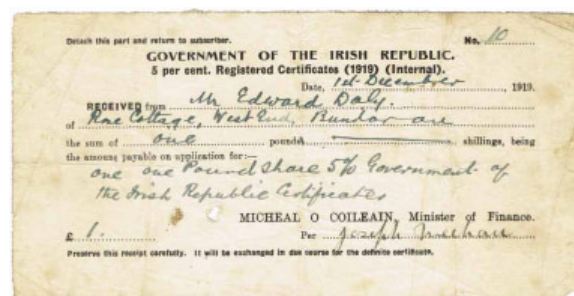 Detach this part and return to subscriber. No. 10
GOVERNMENT OF THE IRISH REPUBLIC.
5 per cent. Registered Certificates (1919) (Internal).
Date, 1st December, 1919.
RECEIVED from Mr Edward Daly.
of Rose Cottage, West End, Bundoran
the sum of one pounds shillings, being
the amount payable on application for:—
one one Pound Share 5% Government of
the Irish Republic Certificates
MICHEAL O COILEAIN, Minister of Finance.
£ 1. Per Joseph
Preserve this receipt carefully. It will be exchanged in due course for the definite certificate.